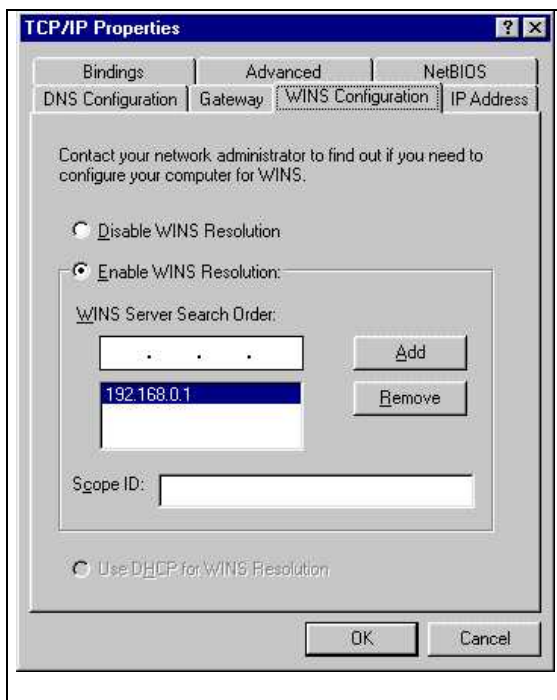 TCP/IP Properties
Bindings Advanced NetBIOS
DNS Configuration Gateway WINS Configuration IP Address
Contact your network administrator to find out if you need to
configure your computer for WINS.
Disable WINS Resolution
Enable WINS Resolution:
WINS Server Search Order:
. . .
Add
192.168.0.1
Remove
Scope ID:
Use DHCP for WINS Resolution
OK Cancel